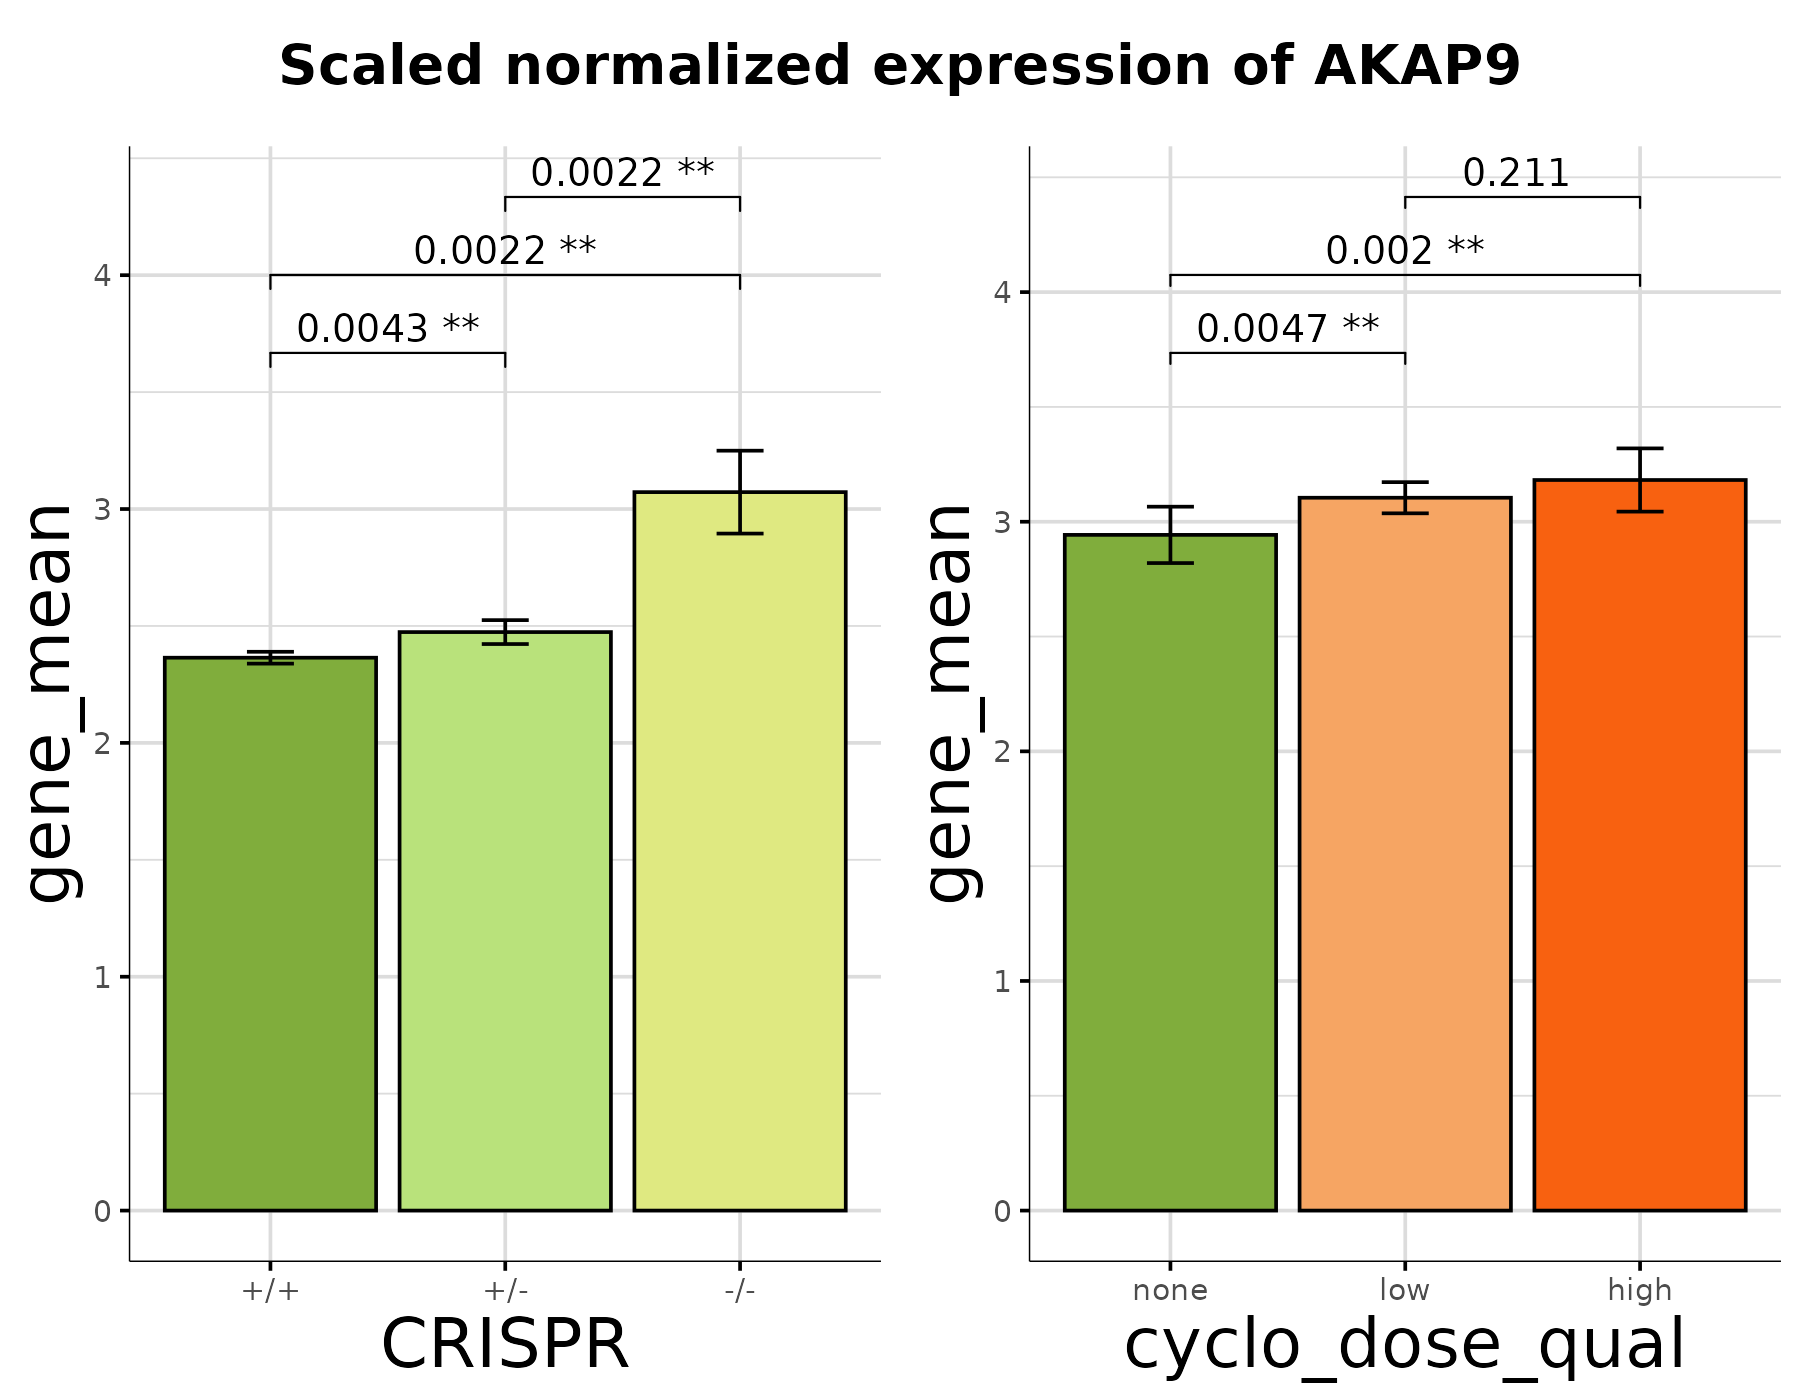 Scaled normalized expression of AKAP9
gene_mean
4
3
2
1
0
0.0022 **
0.0022 **
0.0043 **
+/+ +/- -/-
CRISPR
gene_mean
4
3
2
1
0
0.211
0.002 **
0.0047 **
none low high
cyclo_dose_qual